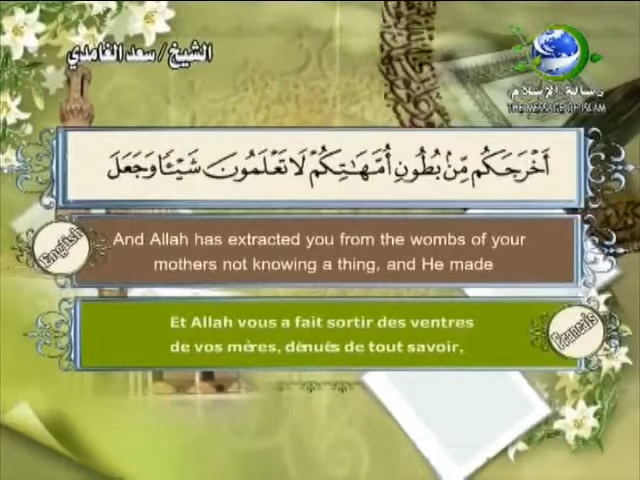 الشيخ / سعد الغامدي
رسالة الإسلام
THE MESSAGE OF ISLAM
أَخْرَجَكُم مِّنۢ بُطُونِ أُمَّهَـٰتِكُمْ لَا تَعْلَمُونَ شَيْـًٔا وَجَعَلَ
English
And Allah has extracted you from the wombs of your
mothers not knowing a thing, and He made
Et Allah vous a fait sortir des ventres
de vos mères, dénués de tout savoir,
Francais